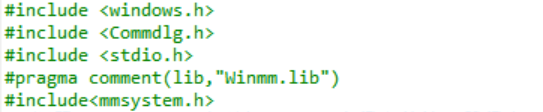 #include <windows.h>
#include <Commdlg.h>
#include <stdio.h>
#pragma comment(lib,"Winmm.lib")
#include<mmsystem.h>